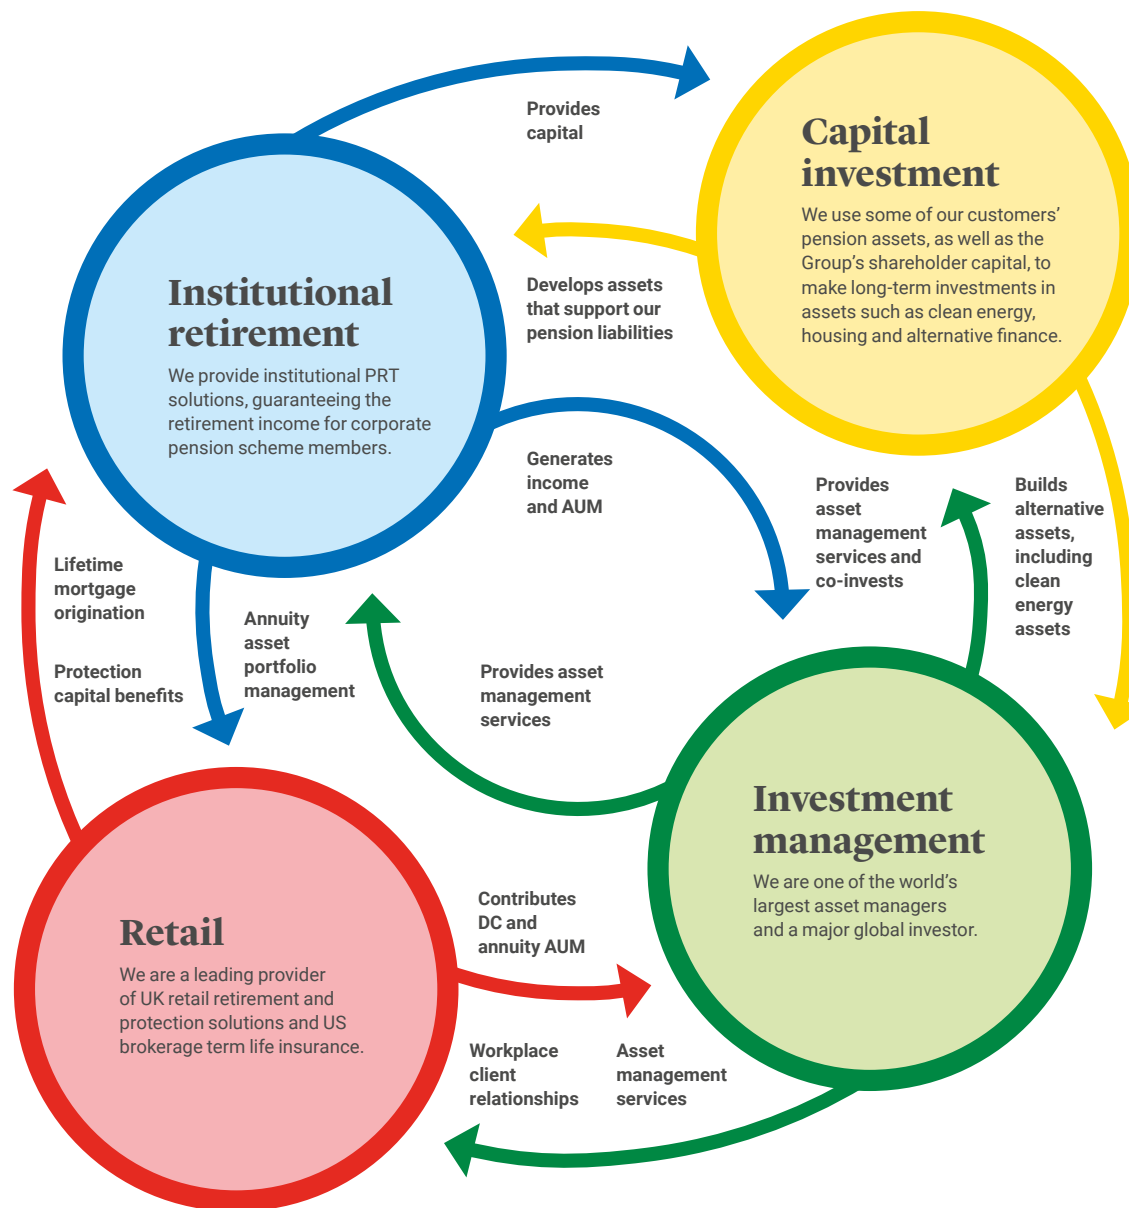 Provides
capital
Capital
investment
We use some of our customers’
pension assets, as well as the
Group’s shareholder capital, to
make long-term investments in
assets such as clean energy,
housing and alternative finance.
Develops assets
that support our
pension liabilities
Institutional
retirement
We provide institutional PRT
solutions, guaranteeing the
retirement income for corporate
pension scheme members.
Generates
income
and AUM
Provides
asset
management
services and
co-invests
Builds
alternative
assets,
including
clean
energy
assets
Lifetime
mortgage
origination
Protection
capital benefits
Annuity
asset
portfolio
management
Provides asset
management
services
Investment
management
We are one of the world’s
largest asset managers
and a major global investor.
Retail
We are a leading provider
of UK retail retirement and
protection solutions and US
brokerage term life insurance.
Contributes
DC and
annuity AUM
Workplace
client
relationships
Asset
management
services